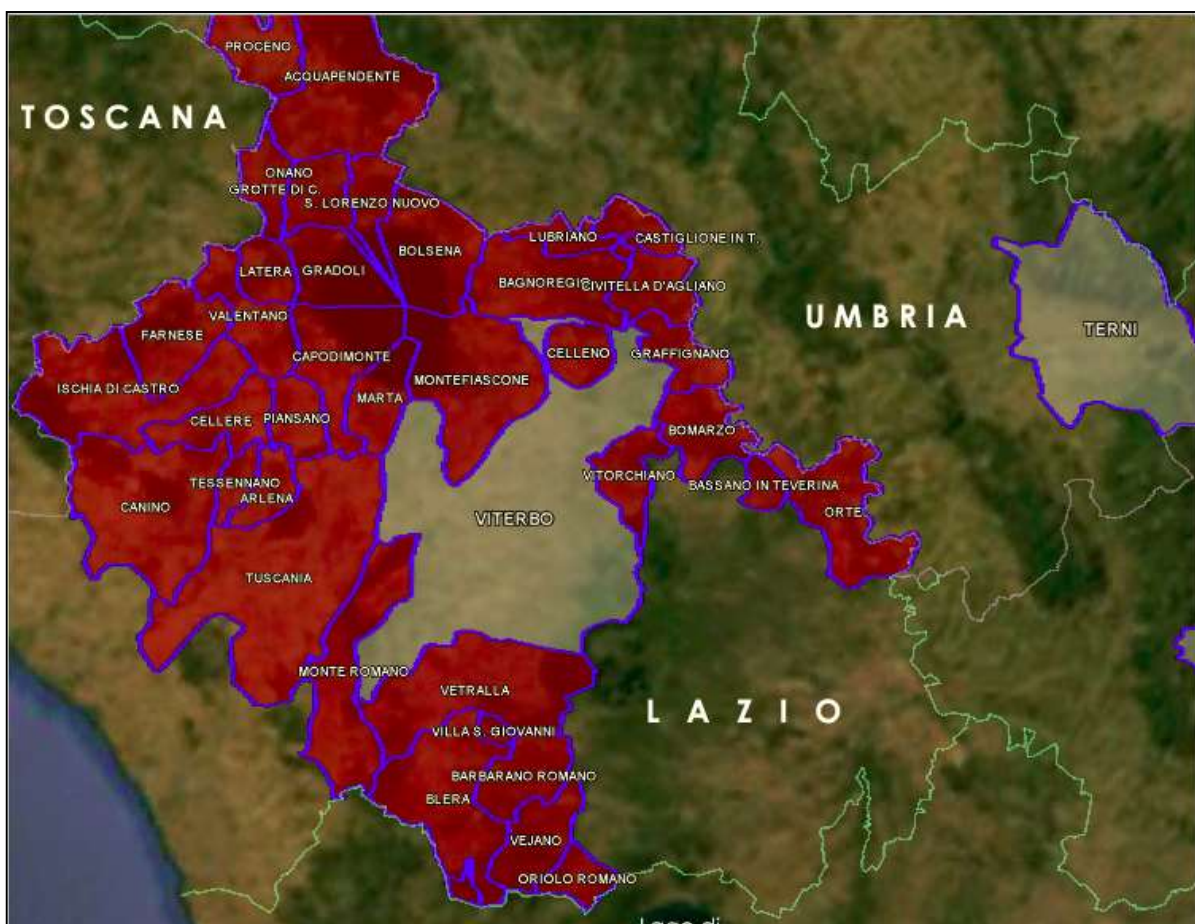 PROCENO
ACQUAPENDENTE
TOSCANA
ONANO
GROTTE DI C.
S. LORENZO NUOVO
LUBRIANO
CASTIGLIONE IN T.
BOLSENA
LATERA
GRADOLI
BAGNOREGIO
CIVITELLA D'AGLIANO
VALENTANO
UMBRIA
TERNI
FARNESE
CAPODIMONTE
CELLENO
GRAFFIGNANO
ISCHIA DI CASTRO
MONTEFIASCONE
MARTA
CELLERE
PIANSANO
BOMARZO
TESSENNANO
VITORCHIANO
BASSANO IN TEVERINA
ARLENA
CANINO
VITERBO
ORTE
TUSCANIA
MONTE ROMANO
VETRALLA
LAZIO
VILLA S. GIOVANNI
BARBARANO ROMANO
BLERA
VEJANO
ORIOLO ROMANO
Lago di